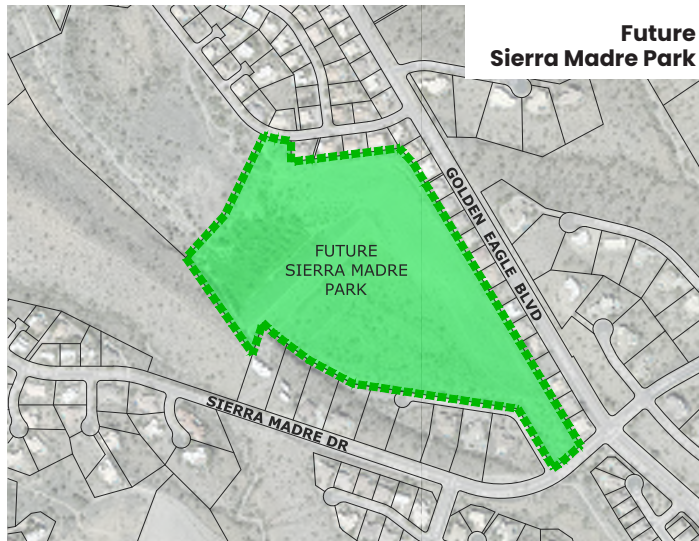 Future
Sierra Madre Park
GOLDEN EAGLE BLVD
FUTURE
SIERRA MADRE
PARK
SIERRA MADRE DR